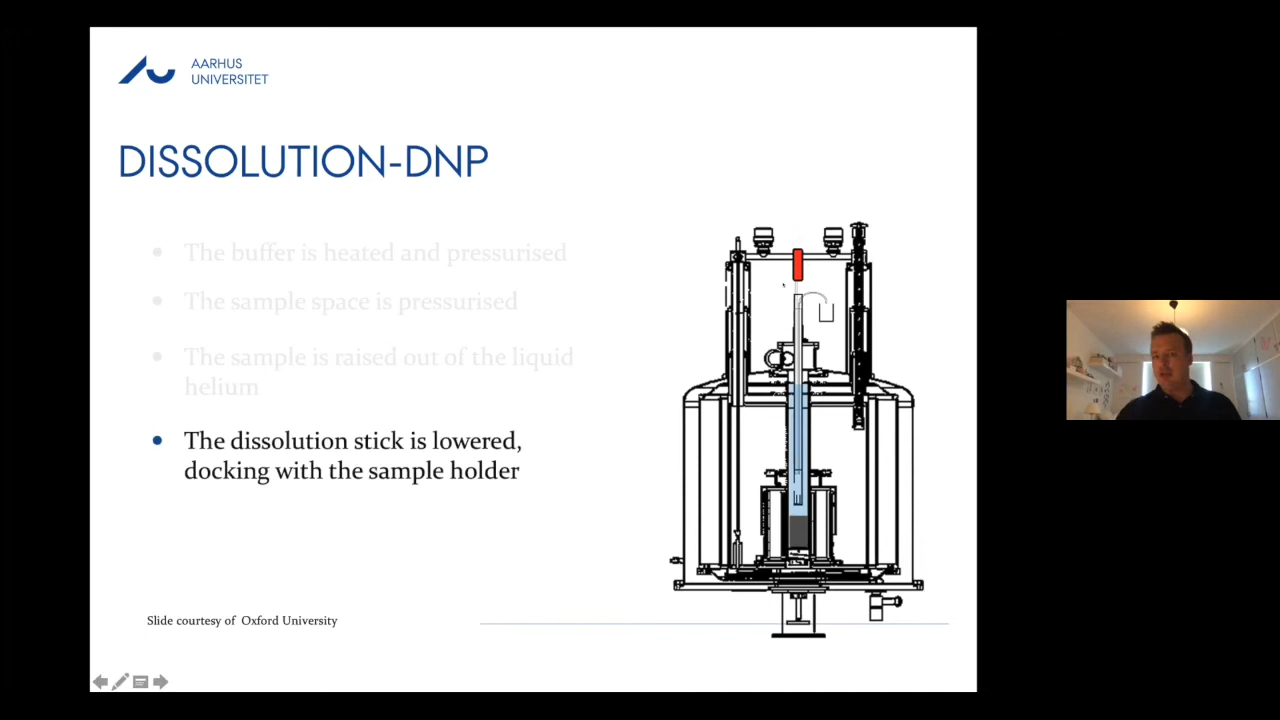 AARHUS
UNIVERSITET
DISSOLUTION-DNP
• The buffer is heated and pressurised
• The sample space is pressurised
• The sample is raised out of the liquid
helium
• The dissolution stick is lowered,
docking with the sample holder
Slide courtesy of Oxford University